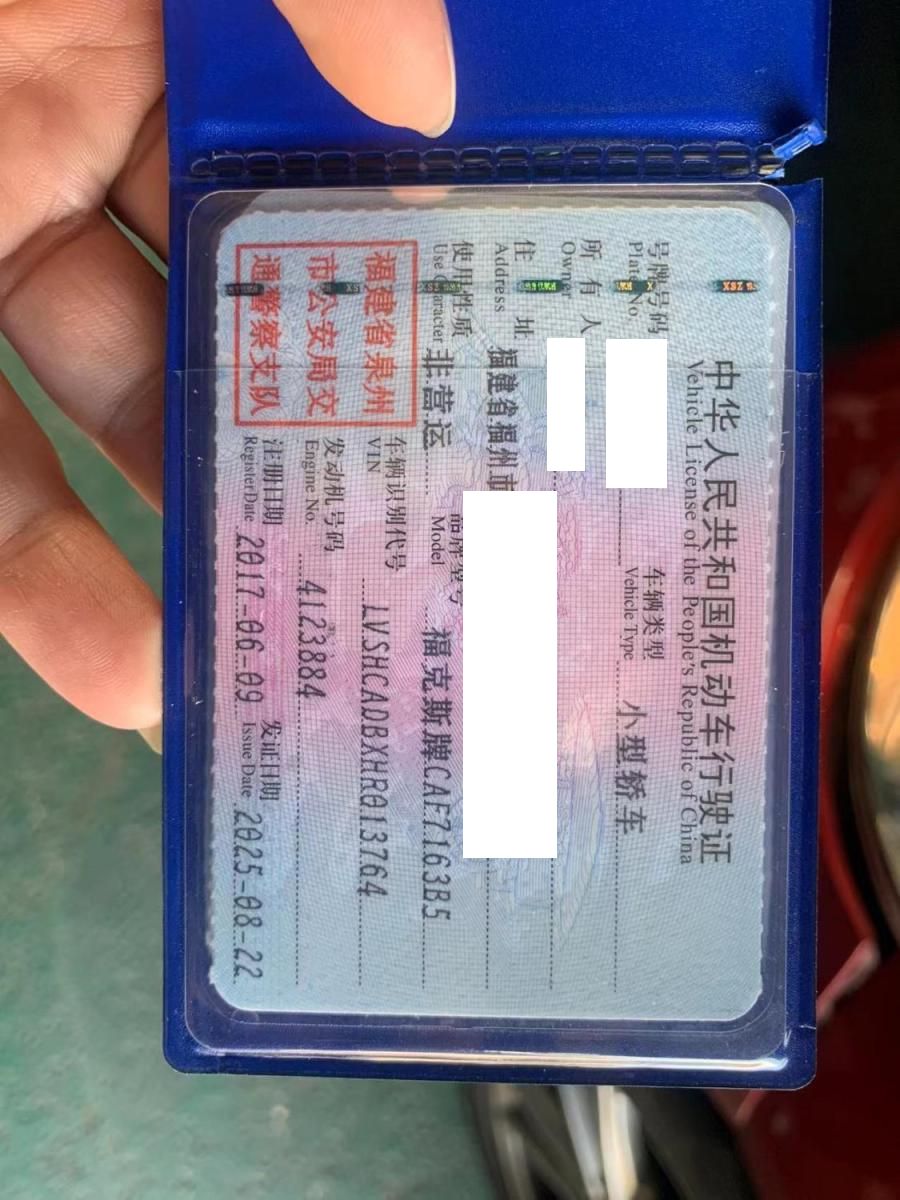 中华人民共和国机动车行驶证
Vehicle License of the People's Republic of China
号牌号码
Plate No.
车辆类型
Vehicle Type
小型轿车
所有人
Owner
住址
Address
福建省福州市
使用性质
Use Character
非营运
品牌型号
Model
福克斯牌CAF7163B5
福建省泉州
市公安局交
通警察支队
车辆识别代号
VIN
LVSHCADBXHR013764
发动机号码
Engine No.
4123884
注册日期
Register Date
2017-06-09
发证日期
Issue Date
2025-08-22